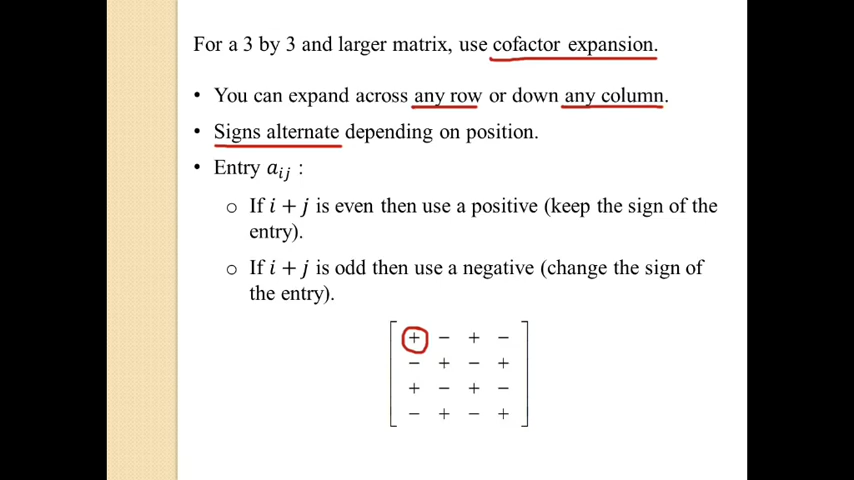 For a 3 by 3 and larger matrix, use cofactor expansion.
• You can expand across any row or down any column.
• Signs alternate depending on position.
• Entry aᵢⱼ :
o If i + j is even then use a positive (keep the sign of the
entry).
o If i + j is odd then use a negative (change the sign of
the entry).
+ − + −
− + − +
+ − + −
− + − +